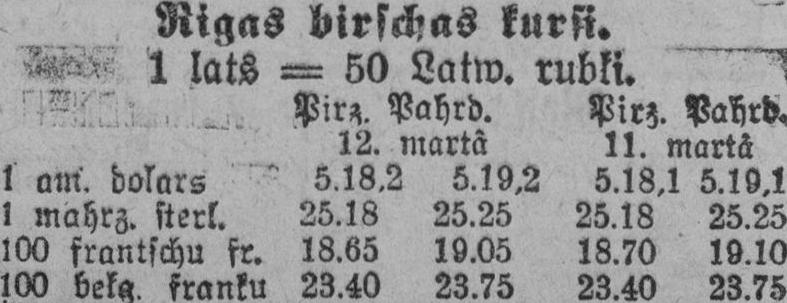 Rigas birschas kursi.
1 lats = 50 Latw. rubļi.
Pirz. Pahrd. Pirz. Pahrd.
12. martâ 11. martâ
1 am. dolars 5.18,2 5.19,2 5.18,1 5.19,1
1 mahrz. sterl. 25.18 25.25 25.18 25.25
100 frantschu fr. 18.65 19.05 18.70 19.10
100 belg. franku 23.40 23.75 23.40 23.75